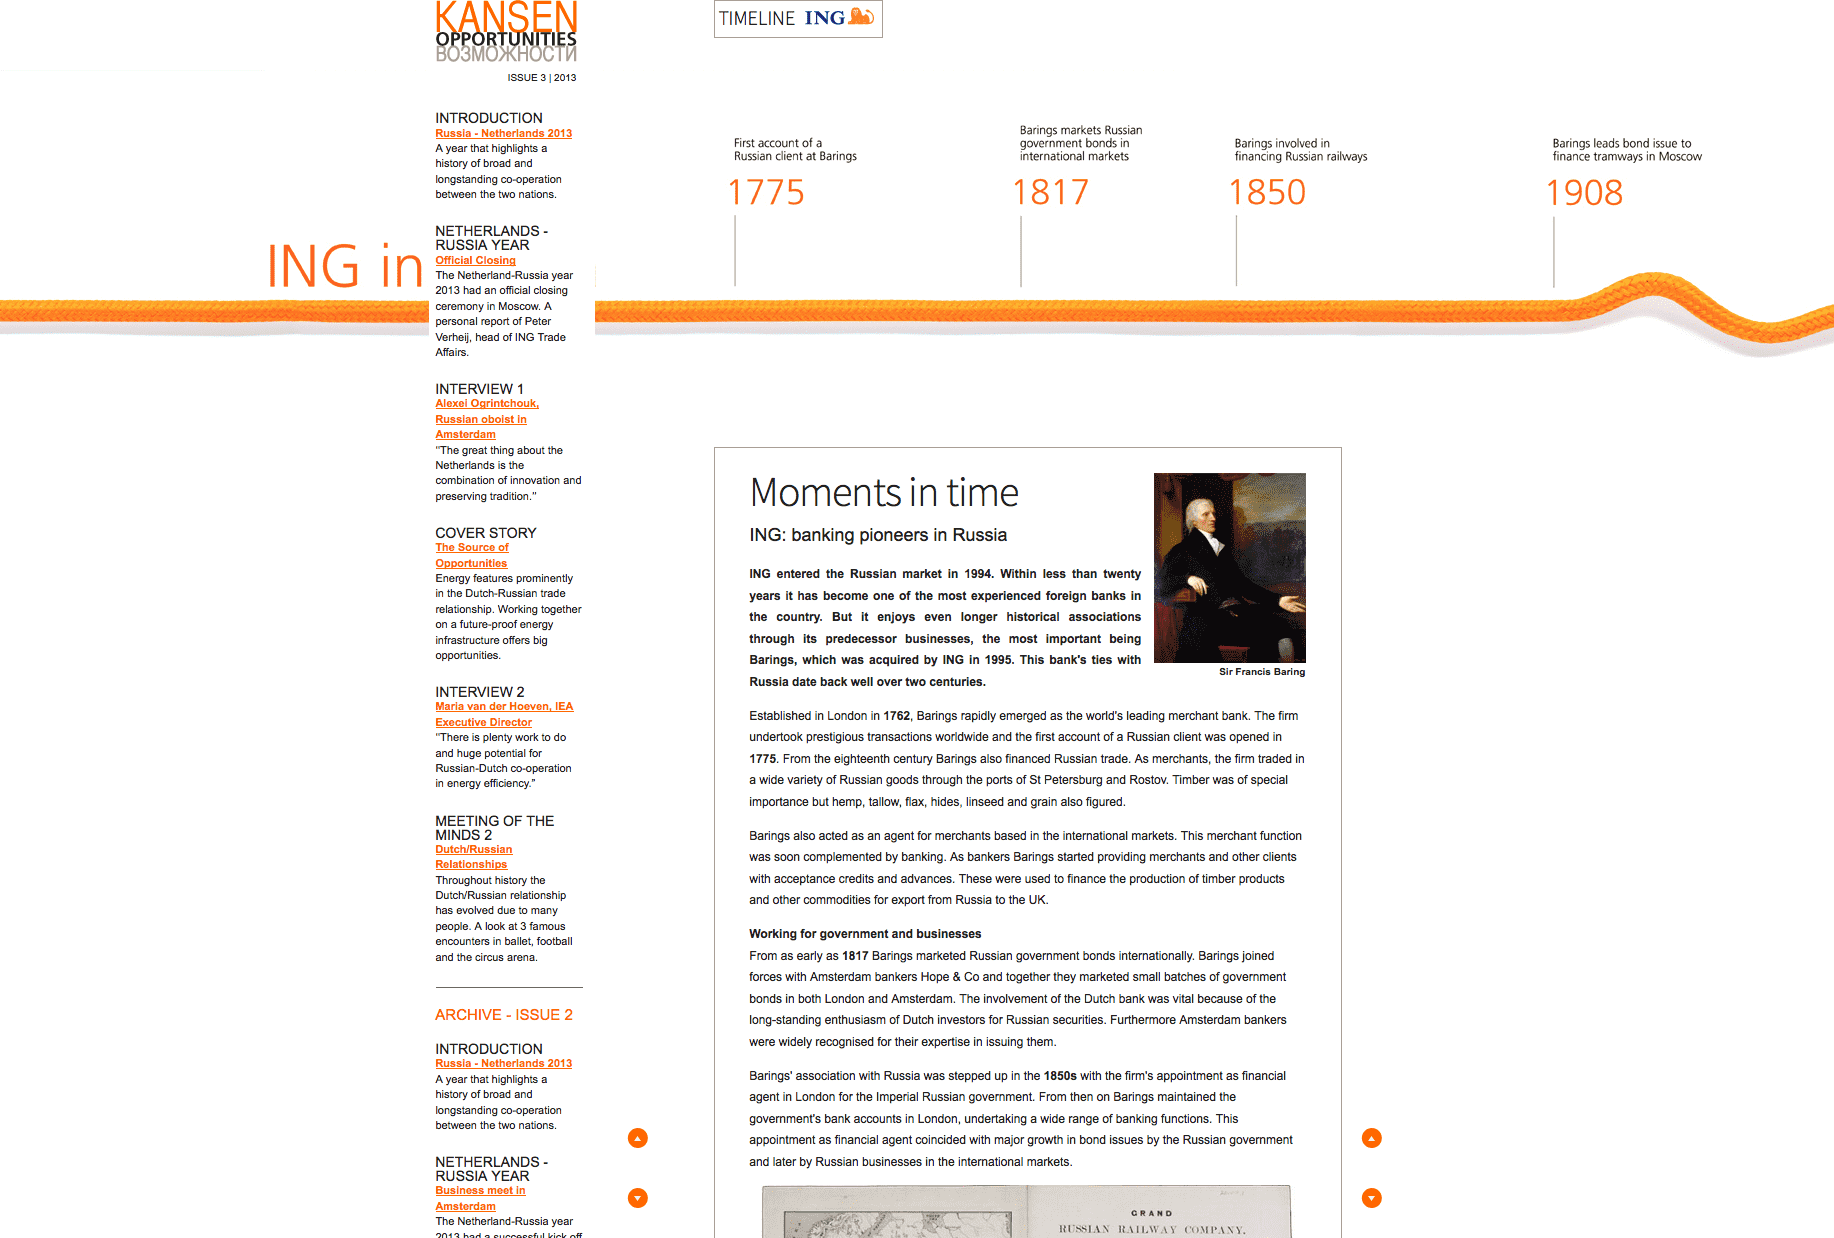 KANSEN
OPPORTUNITIES
ВОЗМОЖНОСТИ
ISSUE 3 | 2013
INTRODUCTION
Russia - Netherlands 2013
A year that highlights a
history of broad and
longstanding co-operation
between the two nations.
NETHERLANDS -
RUSSIA YEAR
Official Closing
The Netherland-Russia year
2013 had an official closing
ceremony in Moscow. A
personal report of Peter
Verheij, head of ING Trade
Affairs.
INTERVIEW 1
Alexei Ogrintchouk,
Russian oboist in
Amsterdam
"The great thing about the
Netherlands is the
combination of innovation and
preserving tradition."
COVER STORY
The Source of
Opportunities
Energy features prominently
in the Dutch-Russian trade
relationship. Working together
on a future-proof energy
infrastructure offers big
opportunities.
INTERVIEW 2
Maria van der Hoeven, IEA
Executive Director
"There is plenty work to do
and huge potential for
Russian-Dutch co-operation
in energy efficiency."
MEETING OF THE
MINDS 2
Dutch/Russian
Relationships
Throughout history the
Dutch/Russian relationship
has evolved due to many
people. A look at 3 famous
encounters in ballet, football
and the circus arena.
ARCHIVE - ISSUE 2
INTRODUCTION
Russia - Netherlands 2013
A year that highlights a
history of broad and
longstanding co-operation
between the two nations.
NETHERLANDS -
RUSSIA YEAR
Business meet in
Amsterdam
The Netherland-Russia year
2013 had a successful kick off
TIMELINE ING
ING in
First account of a
Russian client at Barings
1775
Barings markets Russian
government bonds in
international markets
1817
Barings involved in
financing Russian railways
1850
Barings leads bond issue to
finance tramways in Moscow
1908
Moments in time
ING: banking pioneers in Russia
ING entered the Russian market in 1994. Within less than twenty
years it has become one of the most experienced foreign banks in
the country. But it enjoys even longer historical associations
through its predecessor businesses, the most important being
Barings, which was acquired by ING in 1995. This bank's ties with
Russia date back well over two centuries.
Sir Francis Baring
Established in London in 1762, Barings rapidly emerged as the world's leading merchant bank. The firm
undertook prestigious transactions worldwide and the first account of a Russian client was opened in
1775. From the eighteenth century Barings also financed Russian trade. As merchants, the firm traded in
a wide variety of Russian goods through the ports of St Petersburg and Rostov. Timber was of special
importance but hemp, tallow, flax, hides, linseed and grain also figured.
Barings also acted as an agent for merchants based in the international markets. This merchant function
was soon complemented by banking. As bankers Barings started providing merchants and other clients
with acceptance credits and advances. These were used to finance the production of timber products
and other commodities for export from Russia to the UK.
Working for government and businesses
From as early as 1817 Barings marketed Russian government bonds internationally. Barings joined
forces with Amsterdam bankers Hope & Co and together they marketed small batches of government
bonds in both London and Amsterdam. The involvement of the Dutch bank was vital because of the
long-standing enthusiasm of Dutch investors for Russian securities. Furthermore Amsterdam bankers
were widely recognised for their expertise in issuing them.
Barings' association with Russia was stepped up in the 1850s with the firm's appointment as financial
agent in London for the Imperial Russian government. From then on Barings maintained the
government's bank accounts in London, undertaking a wide range of banking functions. This
appointment as financial agent coincided with major growth in bond issues by the Russian government
and later by Russian businesses in the international markets.
GRAND
RUSSIAN RAILWAY COMPANY.